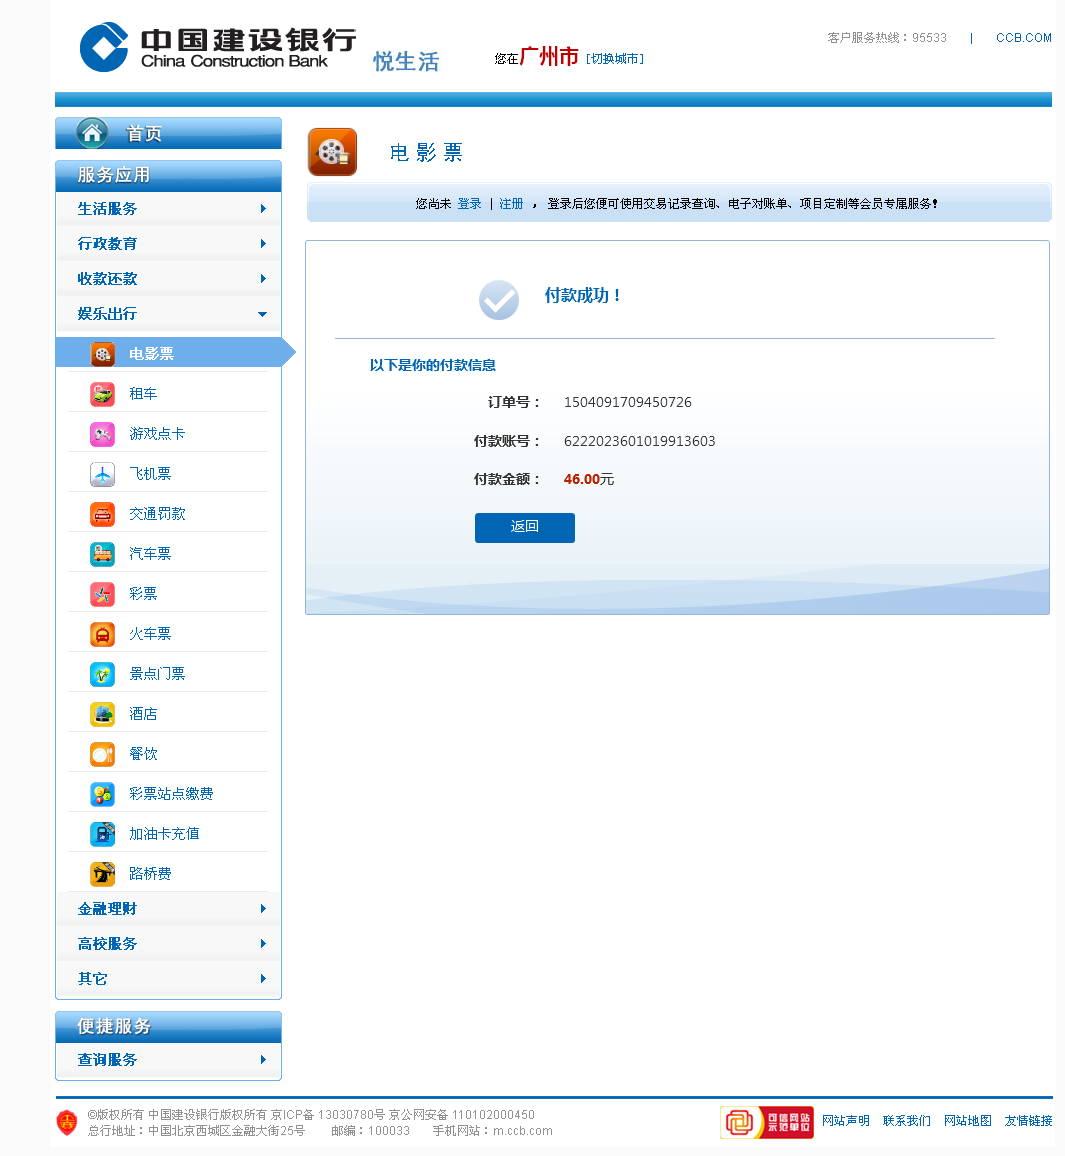 中国建设银行
China Construction Bank
悦生活
您在广州市 [切换城市]
客户服务热线：95533 | CCB.COM
首页
服务应用
生活服务
行政教育
收款还款
娱乐出行
电影票
租车
游戏点卡
飞机票
交通罚款
汽车票
彩票
火车票
景点门票
酒店
餐饮
彩票站点缴费
加油卡充值
路桥费
金融理财
高校服务
其它
便捷服务
查询服务
电影票
您尚未 登录 | 注册 ，登录后您便可使用交易记录查询、电子对账单、项目定制等会员专属服务！
付款成功！
以下是你的付款信息
订单号： 1504091709450726
付款账号： 6222023601019913603
付款金额： 46.00元
返回
©版权所有 中国建设银行版权所有 京ICP备 13030780号 京公网安备 110102000450
总行地址：中国北京西城区金融大街25号 邮编：100033 手机网站：m.ccb.com
可信网站
示范单位
网站声明 联系我们 网站地图 友情链接